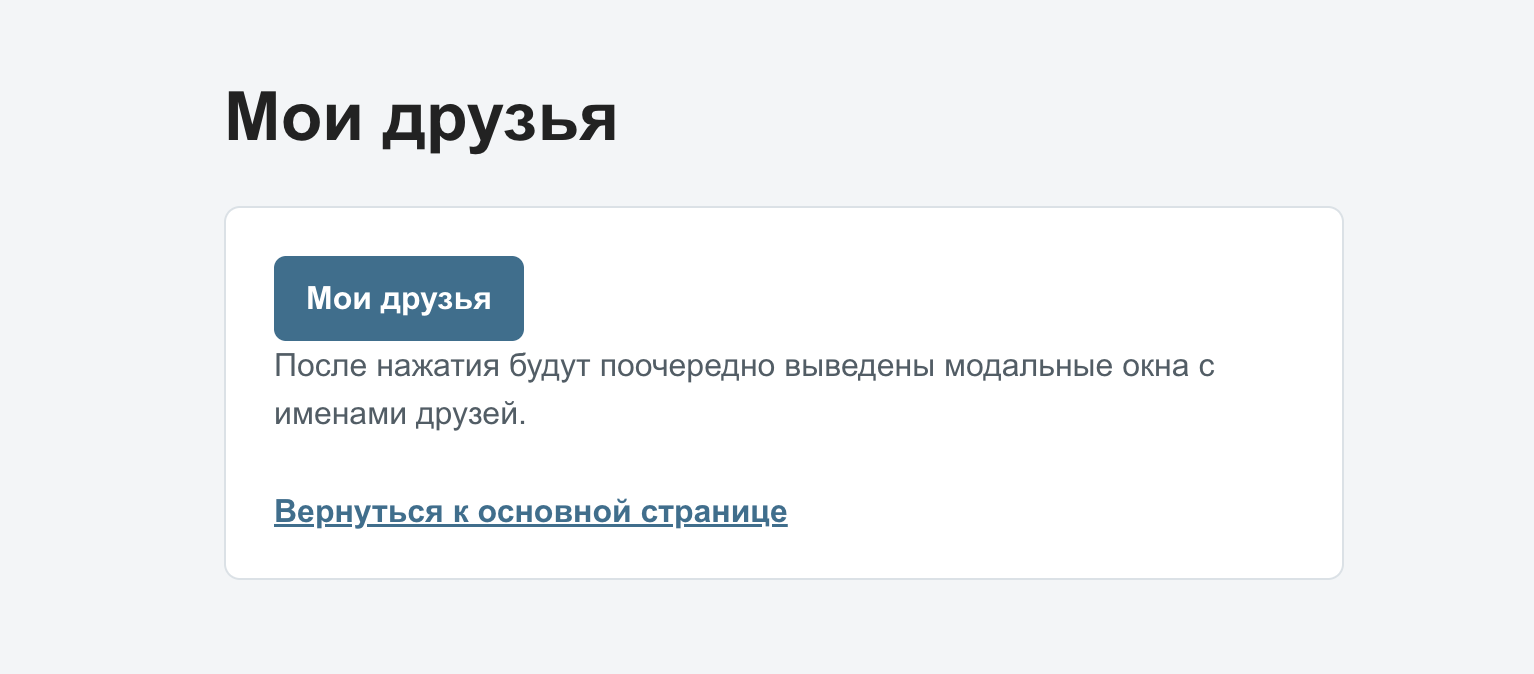 Мои друзья
Мои друзья
После нажатия будут поочередно выведены модальные окна с
именами друзей.
Вернуться к основной странице